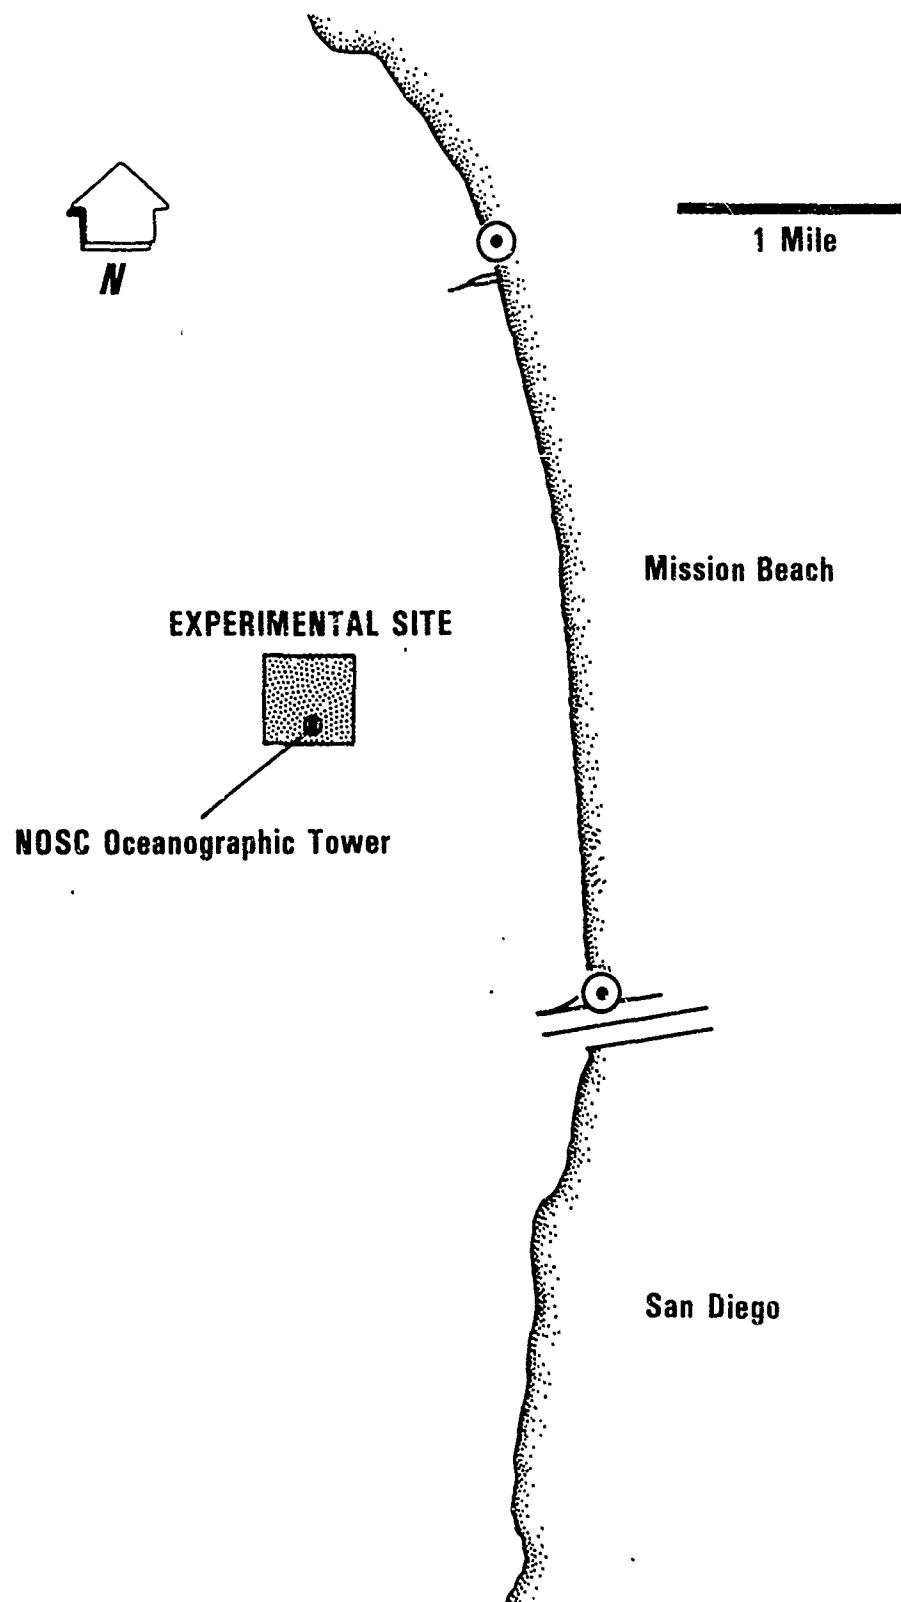 N
1 Mile
Mission Beach
EXPERIMENTAL SITE
NOSC Oceanographic Tower
San Diego